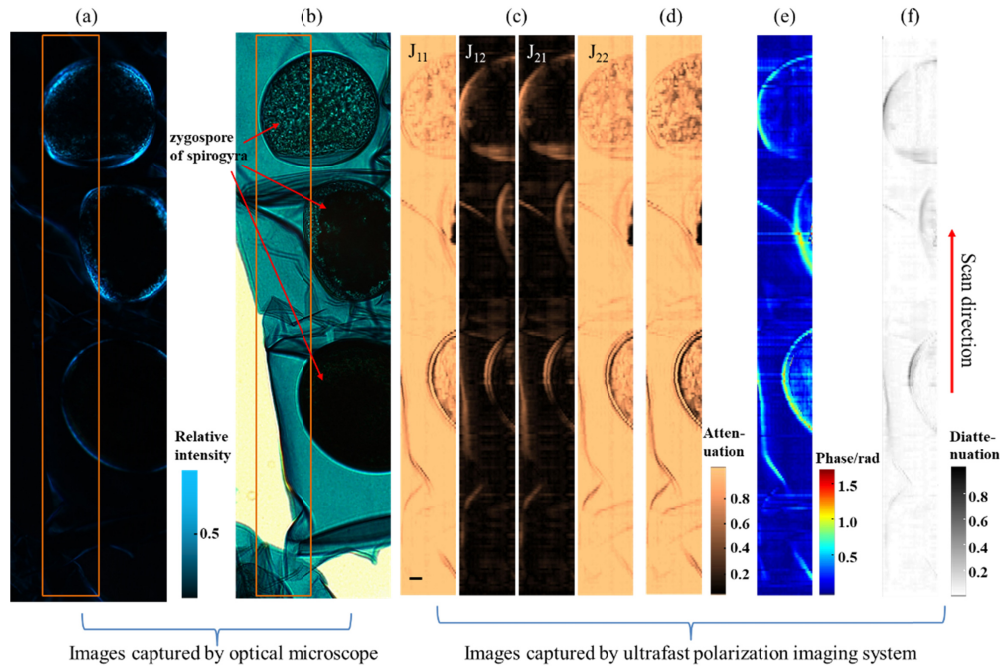 (a)
(b)
(c)
(d)
(e)
(f)
J11
J12
J21
J22
zygospore
of spirogyra
Scan direction
Relative
intensity
0.5
Atten-
uation
0.8
0.6
0.4
0.2
Phase/rad
1.5
1.0
0.5
Diatte-
nuation
0.8
0.6
0.4
0.2
Images captured by optical microscope
Images captured by ultrafast polarization imaging system